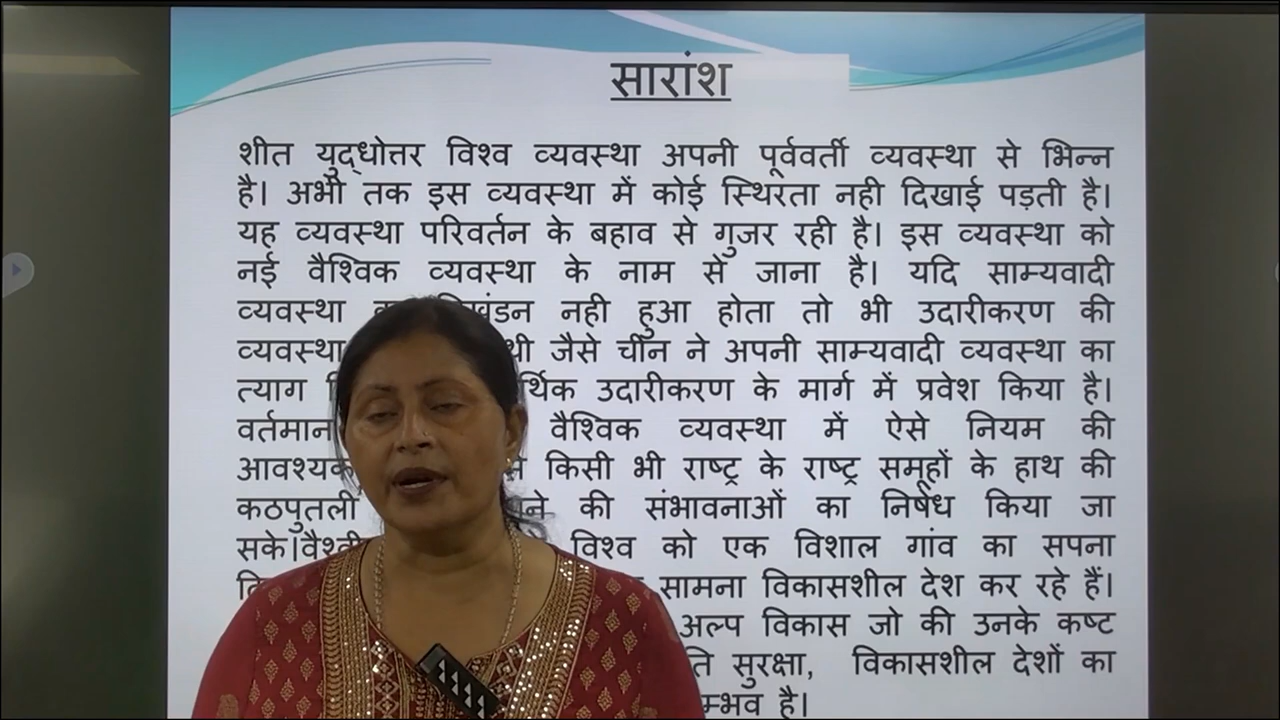 सारांश
शीत युद्धोत्तर विश्व व्यवस्था अपनी पूर्ववर्ती व्यवस्था से भिन्न
है। अभी तक इस व्यवस्था में कोई स्थिरता नही दिखाई पड़ती है।
यह व्यवस्था परिवर्तन के बहाव से गुजर रही है। इस व्यवस्था को
नई वैश्विक व्यवस्था के नाम से जाना है। यदि साम्यवादी
व्यवस्था नही हुआ होता तो भी उदारीकरण की
व्यवस्था थी जैसे चीन ने अपनी साम्यवादी व्यवस्था का
त्याग उदारीकरण के मार्ग में प्रवेश किया है।
वर्तमान वैश्विक व्यवस्था में ऐसे नियम की
किसी भी राष्ट्र के राष्ट्र समूहों के हाथ की
कठपुतली की संभावनाओं का निषेध किया जा
सके। विश्व को एक विशाल गांव का सपना
सामना विकासशील देश कर रहे हैं।
अल्प विकास जो की उनके कष्ट
सुरक्षा, विकासशील देशों का
है।